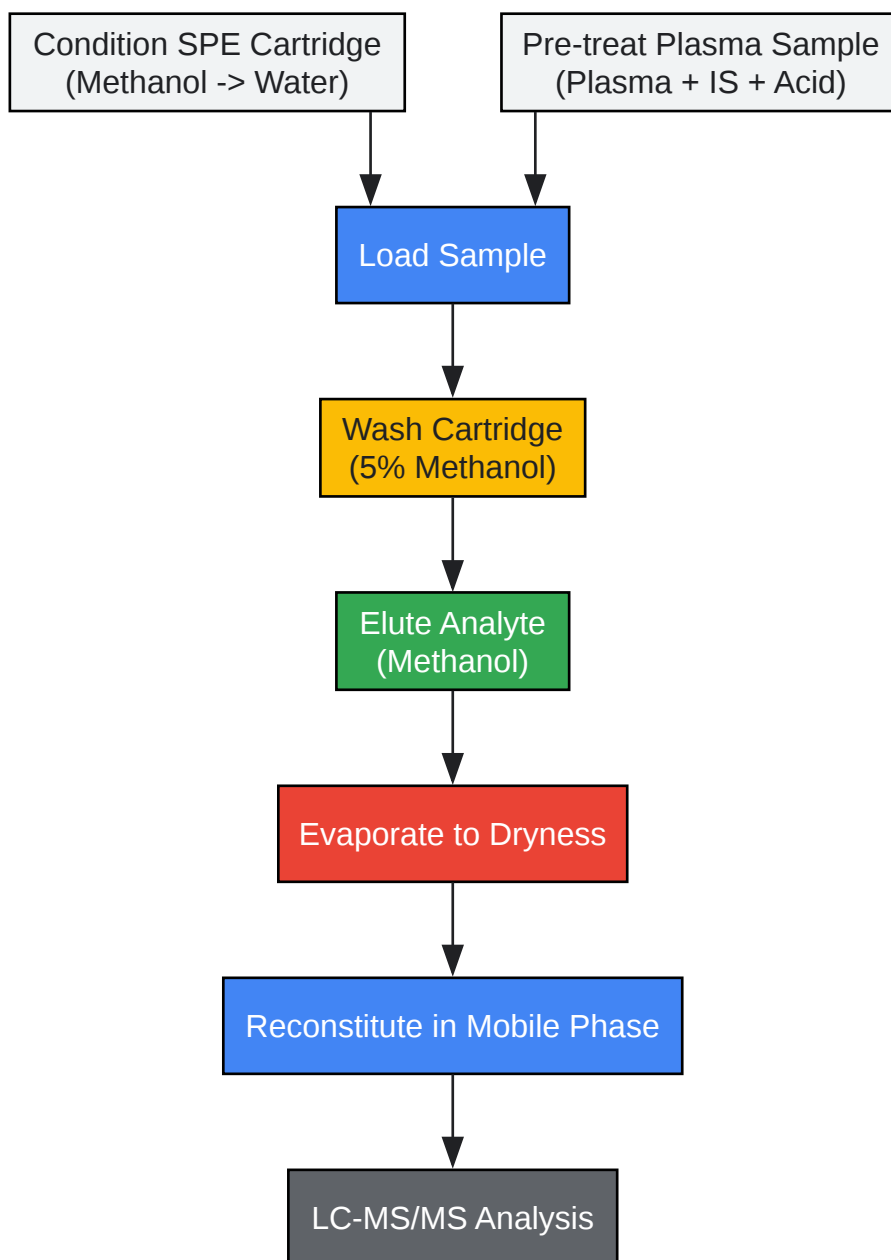 Condition SPE Cartridge
(Methanol -> Water)
Pre-treat Plasma Sample
(Plasma + IS + Acid)
Load Sample
Wash Cartridge
(5% Methanol)
Elute Analyte
(Methanol)
Evaporate to Dryness
Reconstitute in Mobile Phase
LC-MS/MS Analysis